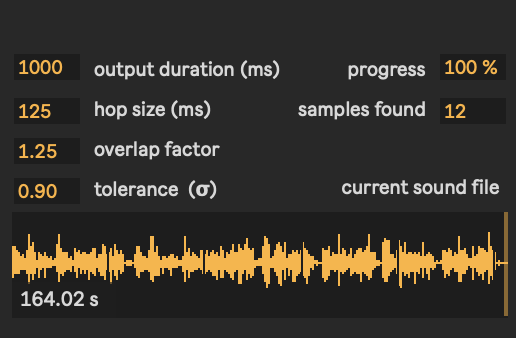 1000 output duration (ms) progress 100 %
125 hop size (ms) samples found 12
1.25 overlap factor
0.90 tolerance (σ) current sound file
164.02 s